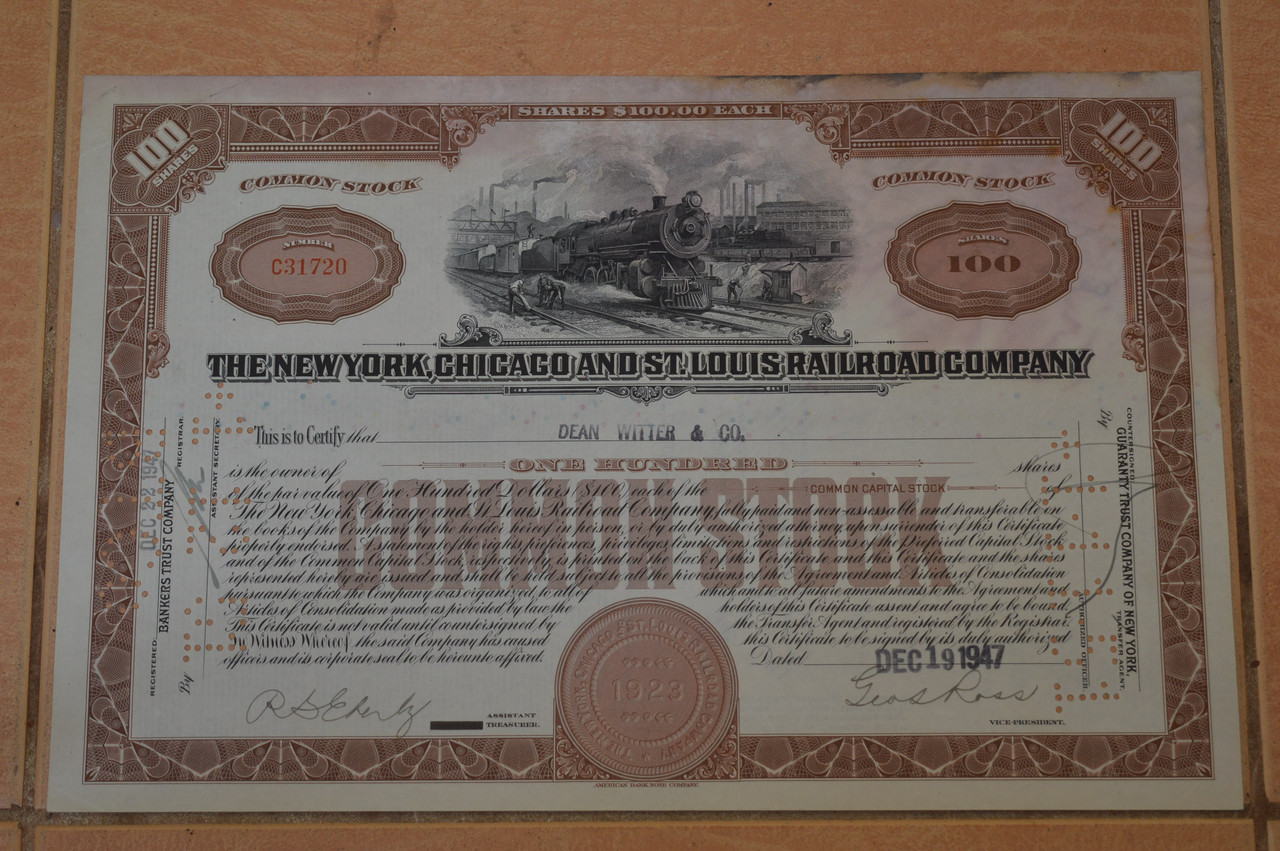 SHARES $100.00 EACH
100 SHARES
100 SHARES
COMMON STOCK
COMMON STOCK
NUMBER
C31720
SHARES
100
THE NEW YORK, CHICAGO AND ST. LOUIS RAILROAD COMPANY
This is to Certify that DEAN WITTER & CO.
is the owner of ONE HUNDRED shares
of the par value of One Hundred Dollars ($100) each of the COMMON CAPITAL STOCK of
The New York, Chicago and St. Louis Railroad Company, fully paid and non-assessable and transferable on
the books of the Company by the holder hereof in person, or by duly authorized attorney, upon surrender of this Certificate
properly endorsed. A statement of the rights, preferences, privileges, limitations and restrictions of the Preferred Capital Stock
and of the Common Capital Stock, respectively, is printed on the back of this Certificate and this Certificate and the shares
represented hereby are issued and shall be held subject to all the provisions of the Agreement and Articles of Consolidation
pursuant to which the Company was organized, to all of which and to all future amendments to the Agreement and
Articles of Consolidation made as provided by law the holders of this Certificate assent and agree to be bound.
This Certificate is not valid until countersigned by the Transfer Agent and registered by the Registrar.
In Witness Whereof, the said Company has caused this Certificate to be signed by its duly authorized
officers and its corporate seal to be hereunto affixed. Dated DEC 19 1947
COMMON STOCK
THE NEW YORK, CHICAGO & ST. LOUIS RAILROAD COMPANY
1923
R D Eberly
ASSISTANT
TREASURER.
Geo S Ross
VICE-PRESIDENT.
REGISTERED:
DEC 22 1947
BANKERS TRUST COMPANY
REGISTRAR.
By
ASSISTANT SECRETARY.
COUNTERSIGNED:
GUARANTY TRUST COMPANY OF NEW YORK,
TRANSFER AGENT.
By
AUTHORIZED OFFICER.
AMERICAN BANK NOTE COMPANY.